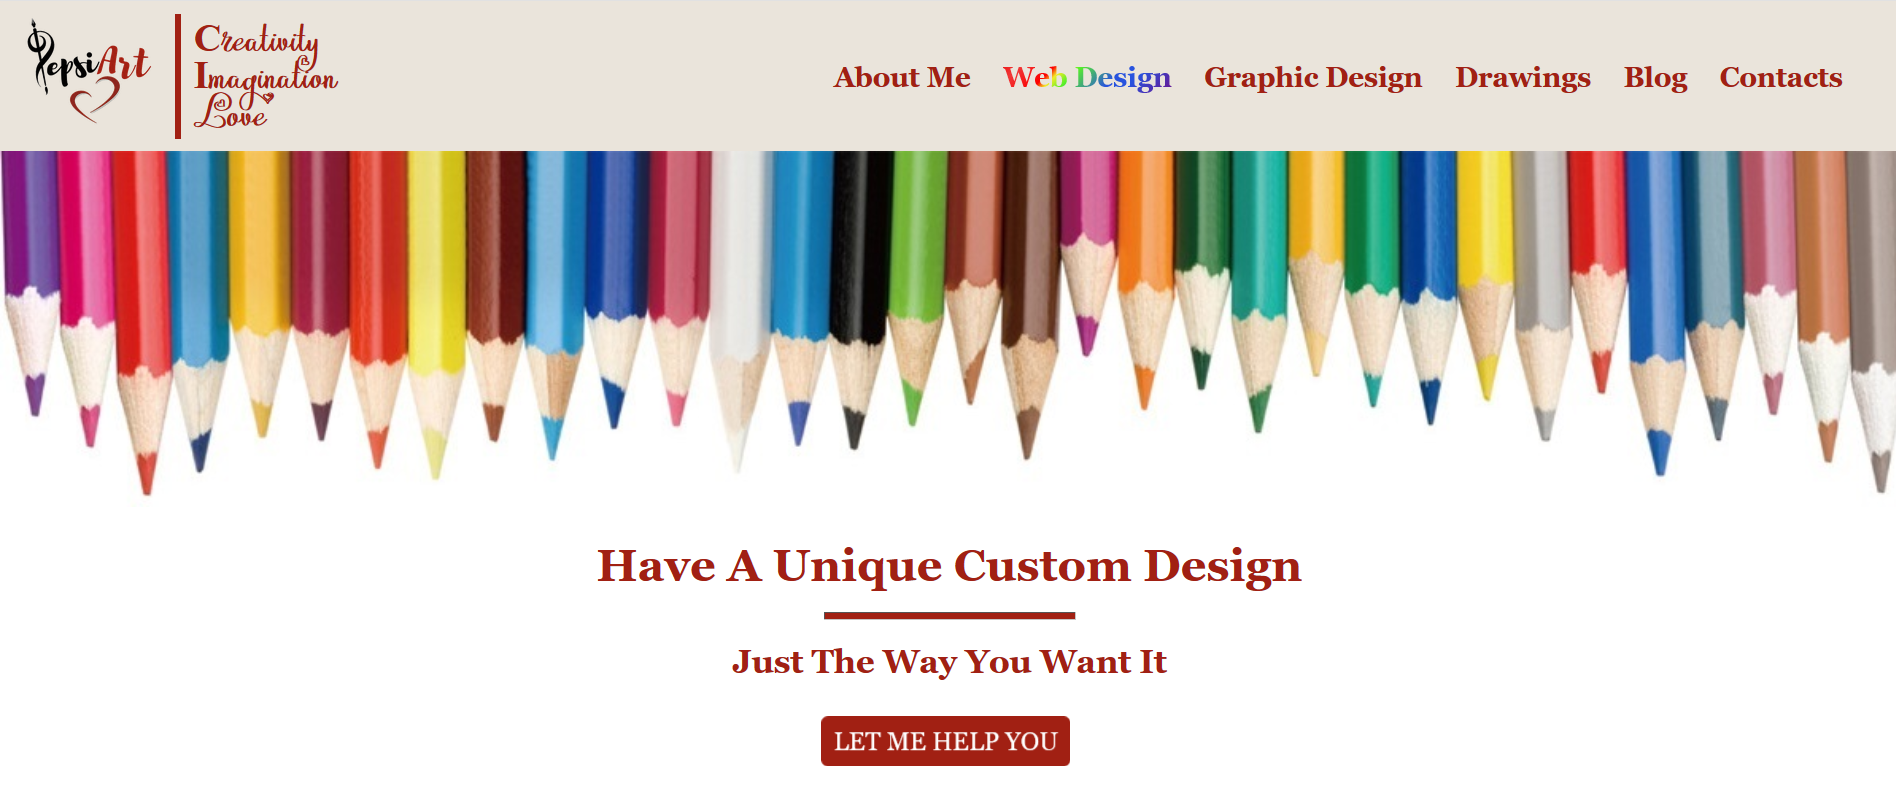 PepsiArt
Creativity
Imagination
Love
About Me Web Design Graphic Design Drawings Blog Contacts
Have A Unique Custom Design
Just The Way You Want It
LET ME HELP YOU